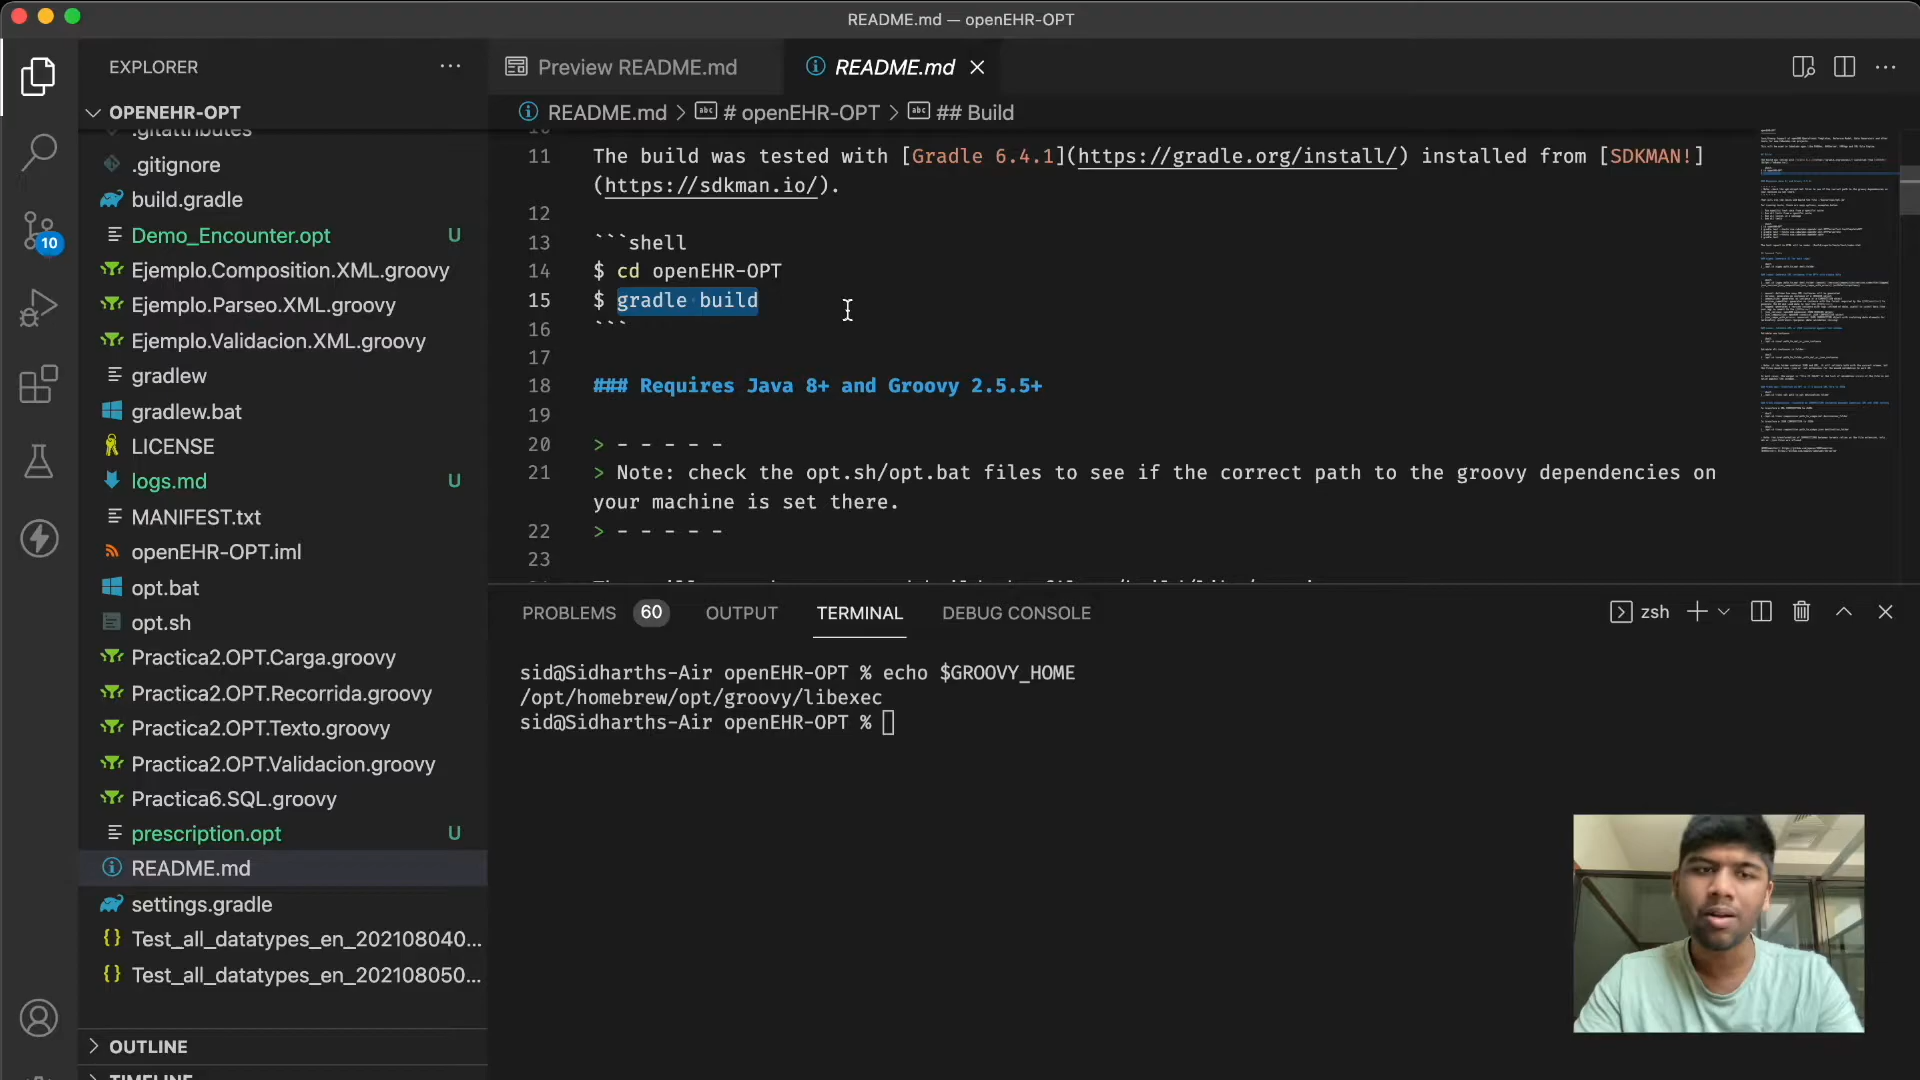 README.md — openEHR-OPT
EXPLORER
Preview README.md
README.md
OPENEHR-OPT
README.md > # openEHR-OPT > ## Build
.gitattributes
.gitignore
build.gradle
Demo_Encounter.opt U
Ejemplo.Composition.XML.groovy
Ejemplo.Parseo.XML.groovy
Ejemplo.Validacion.XML.groovy
gradlew
gradlew.bat
LICENSE
logs.md U
MANIFEST.txt
openEHR-OPT.iml
opt.bat
opt.sh
Practica2.OPT.Carga.groovy
Practica2.OPT.Recorrida.groovy
Practica2.OPT.Texto.groovy
Practica2.OPT.Validacion.groovy
Practica6.SQL.groovy
prescription.opt U
README.md
settings.gradle
Test_all_datatypes_en_202108040...
Test_all_datatypes_en_202108050...
OUTLINE
TIMELINE
10
11 The build was tested with [Gradle 6.4.1](https://gradle.org/install/) installed from [SDKMAN!]
(https://sdkman.io/).
12
13 ```shell
14 $ cd openEHR-OPT
15 $ gradle build
16 ```
17
18 ### Requires Java 8+ and Groovy 2.5.5+
19
20 > - - - - -
21 > Note: check the opt.sh/opt.bat files to see if the correct path to the groovy dependencies on
your machine is set there.
22 > - - - - -
23
PROBLEMS 60 OUTPUT TERMINAL DEBUG CONSOLE
zsh
sid@Sidharths-Air openEHR-OPT % echo $GROOVY_HOME
/opt/homebrew/opt/groovy/libexec
sid@Sidharths-Air openEHR-OPT %